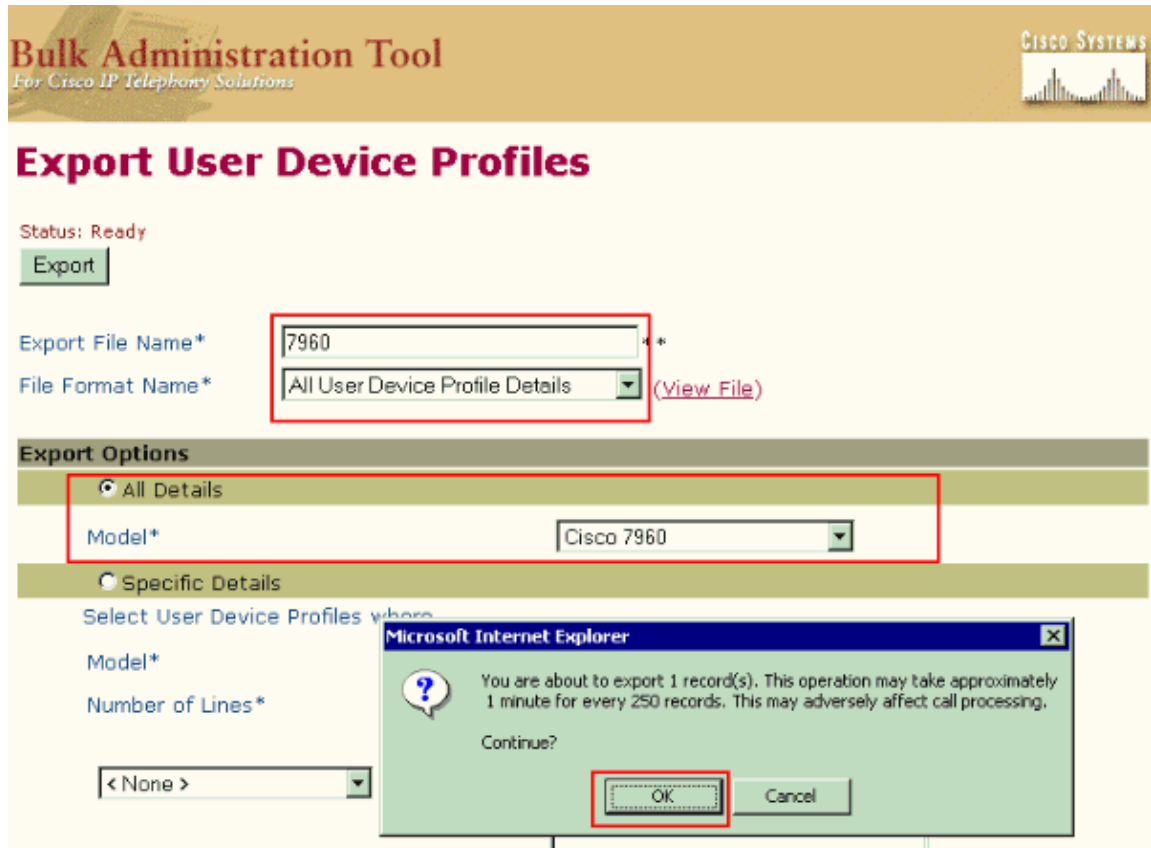 Bulk Administration Tool
For Cisco IP Telephony Solutions
CISCO SYSTEMS
Export User Device Profiles
Status: Ready
Export
Export File Name* 7960 * *
File Format Name* All User Device Profile Details (View File)
Export Options
All Details
Model* Cisco 7960
Specific Details
Select User Device Profiles where
Microsoft Internet Explorer
Model*
Number of Lines*
You are about to export 1 record(s). This operation may take approximately
1 minute for every 250 records. This may adversely affect call processing.
Continue?
< None >
OK Cancel